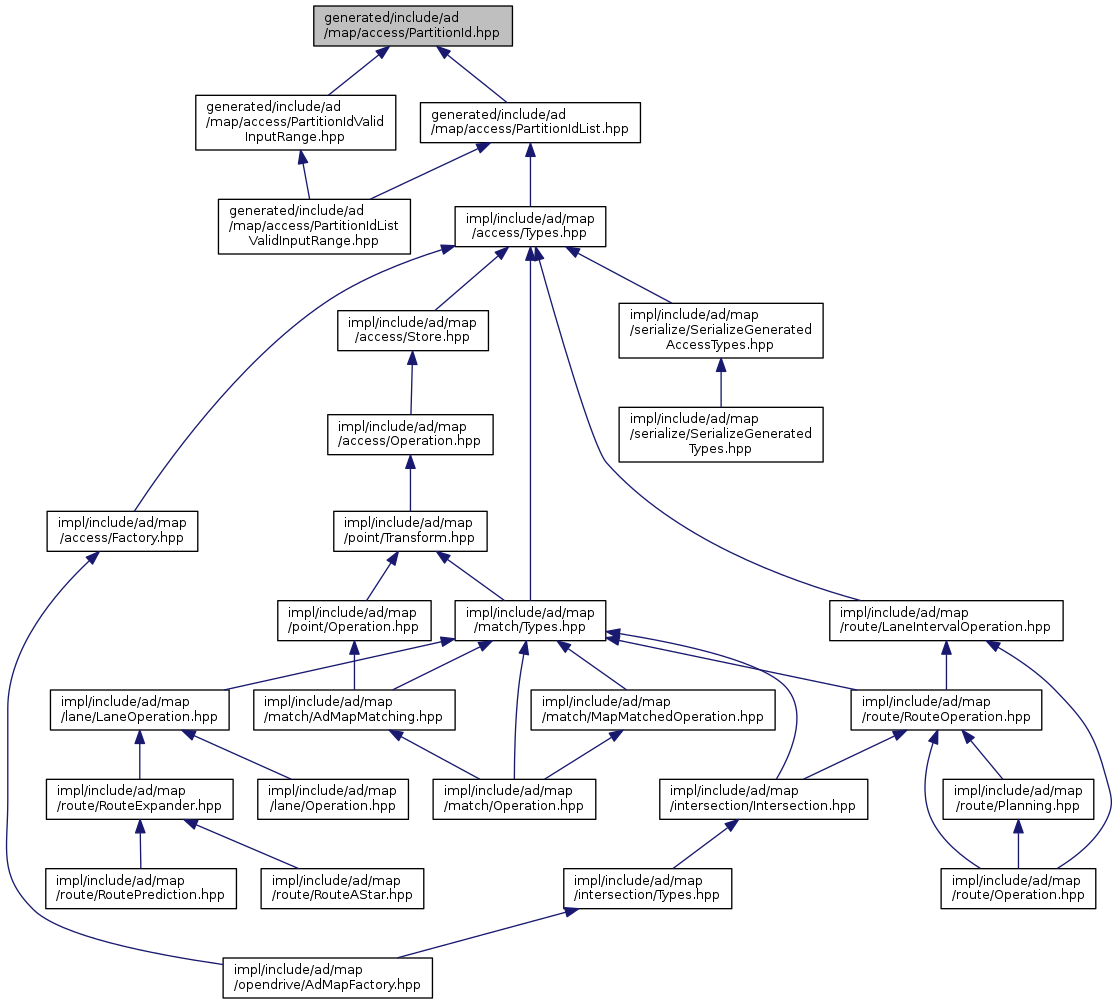 generated/include/ad
/map/access/PartitionId.hpp
generated/include/ad
/map/access/PartitionIdValid
InputRange.hpp
generated/include/ad
/map/access/PartitionIdList.hpp
generated/include/ad
/map/access/PartitionIdList
ValidInputRange.hpp
impl/include/ad/map
/access/Types.hpp
impl/include/ad/map
/access/Store.hpp
impl/include/ad/map
/serialize/SerializeGenerated
AccessTypes.hpp
impl/include/ad/map
/access/Operation.hpp
impl/include/ad/map
/serialize/SerializeGenerated
Types.hpp
impl/include/ad/map
/access/Factory.hpp
impl/include/ad/map
/point/Transform.hpp
impl/include/ad/map
/point/Operation.hpp
impl/include/ad/map
/match/Types.hpp
impl/include/ad/map
/route/LaneIntervalOperation.hpp
impl/include/ad/map
/lane/LaneOperation.hpp
impl/include/ad/map
/match/AdMapMatching.hpp
impl/include/ad/map
/match/MapMatchedOperation.hpp
impl/include/ad/map
/route/RouteOperation.hpp
impl/include/ad/map
/route/RouteExpander.hpp
impl/include/ad/map
/lane/Operation.hpp
impl/include/ad/map
/match/Operation.hpp
impl/include/ad/map
/intersection/Intersection.hpp
impl/include/ad/map
/route/Planning.hpp
impl/include/ad/map
/route/RoutePrediction.hpp
impl/include/ad/map
/route/RouteAStar.hpp
impl/include/ad/map
/intersection/Types.hpp
impl/include/ad/map
/route/Operation.hpp
impl/include/ad/map
/opendrive/AdMapFactory.hpp